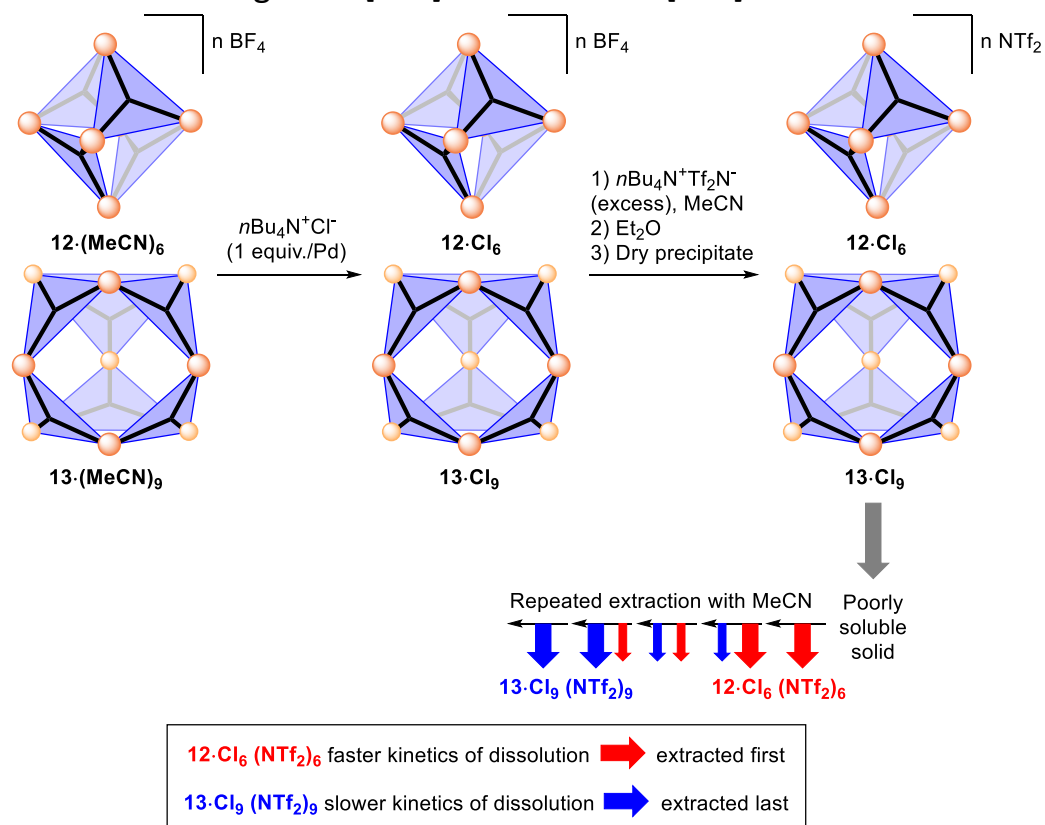 n BF4
n BF4
n NTf2
12·(MeCN)6
nBu4N+Cl-
(1 equiv./Pd)
12·Cl6
1) nBu4N+Tf2N-
(excess), MeCN
2) Et2O
3) Dry precipitate
12·Cl6
13·(MeCN)9
13·Cl9
13·Cl9
Repeated extraction with MeCN
Poorly
soluble
solid
13·Cl9 (NTf2)9
12·Cl6 (NTf2)6
12·Cl6 (NTf2)6 faster kinetics of dissolution extracted first
13·Cl9 (NTf2)9 slower kinetics of dissolution extracted last